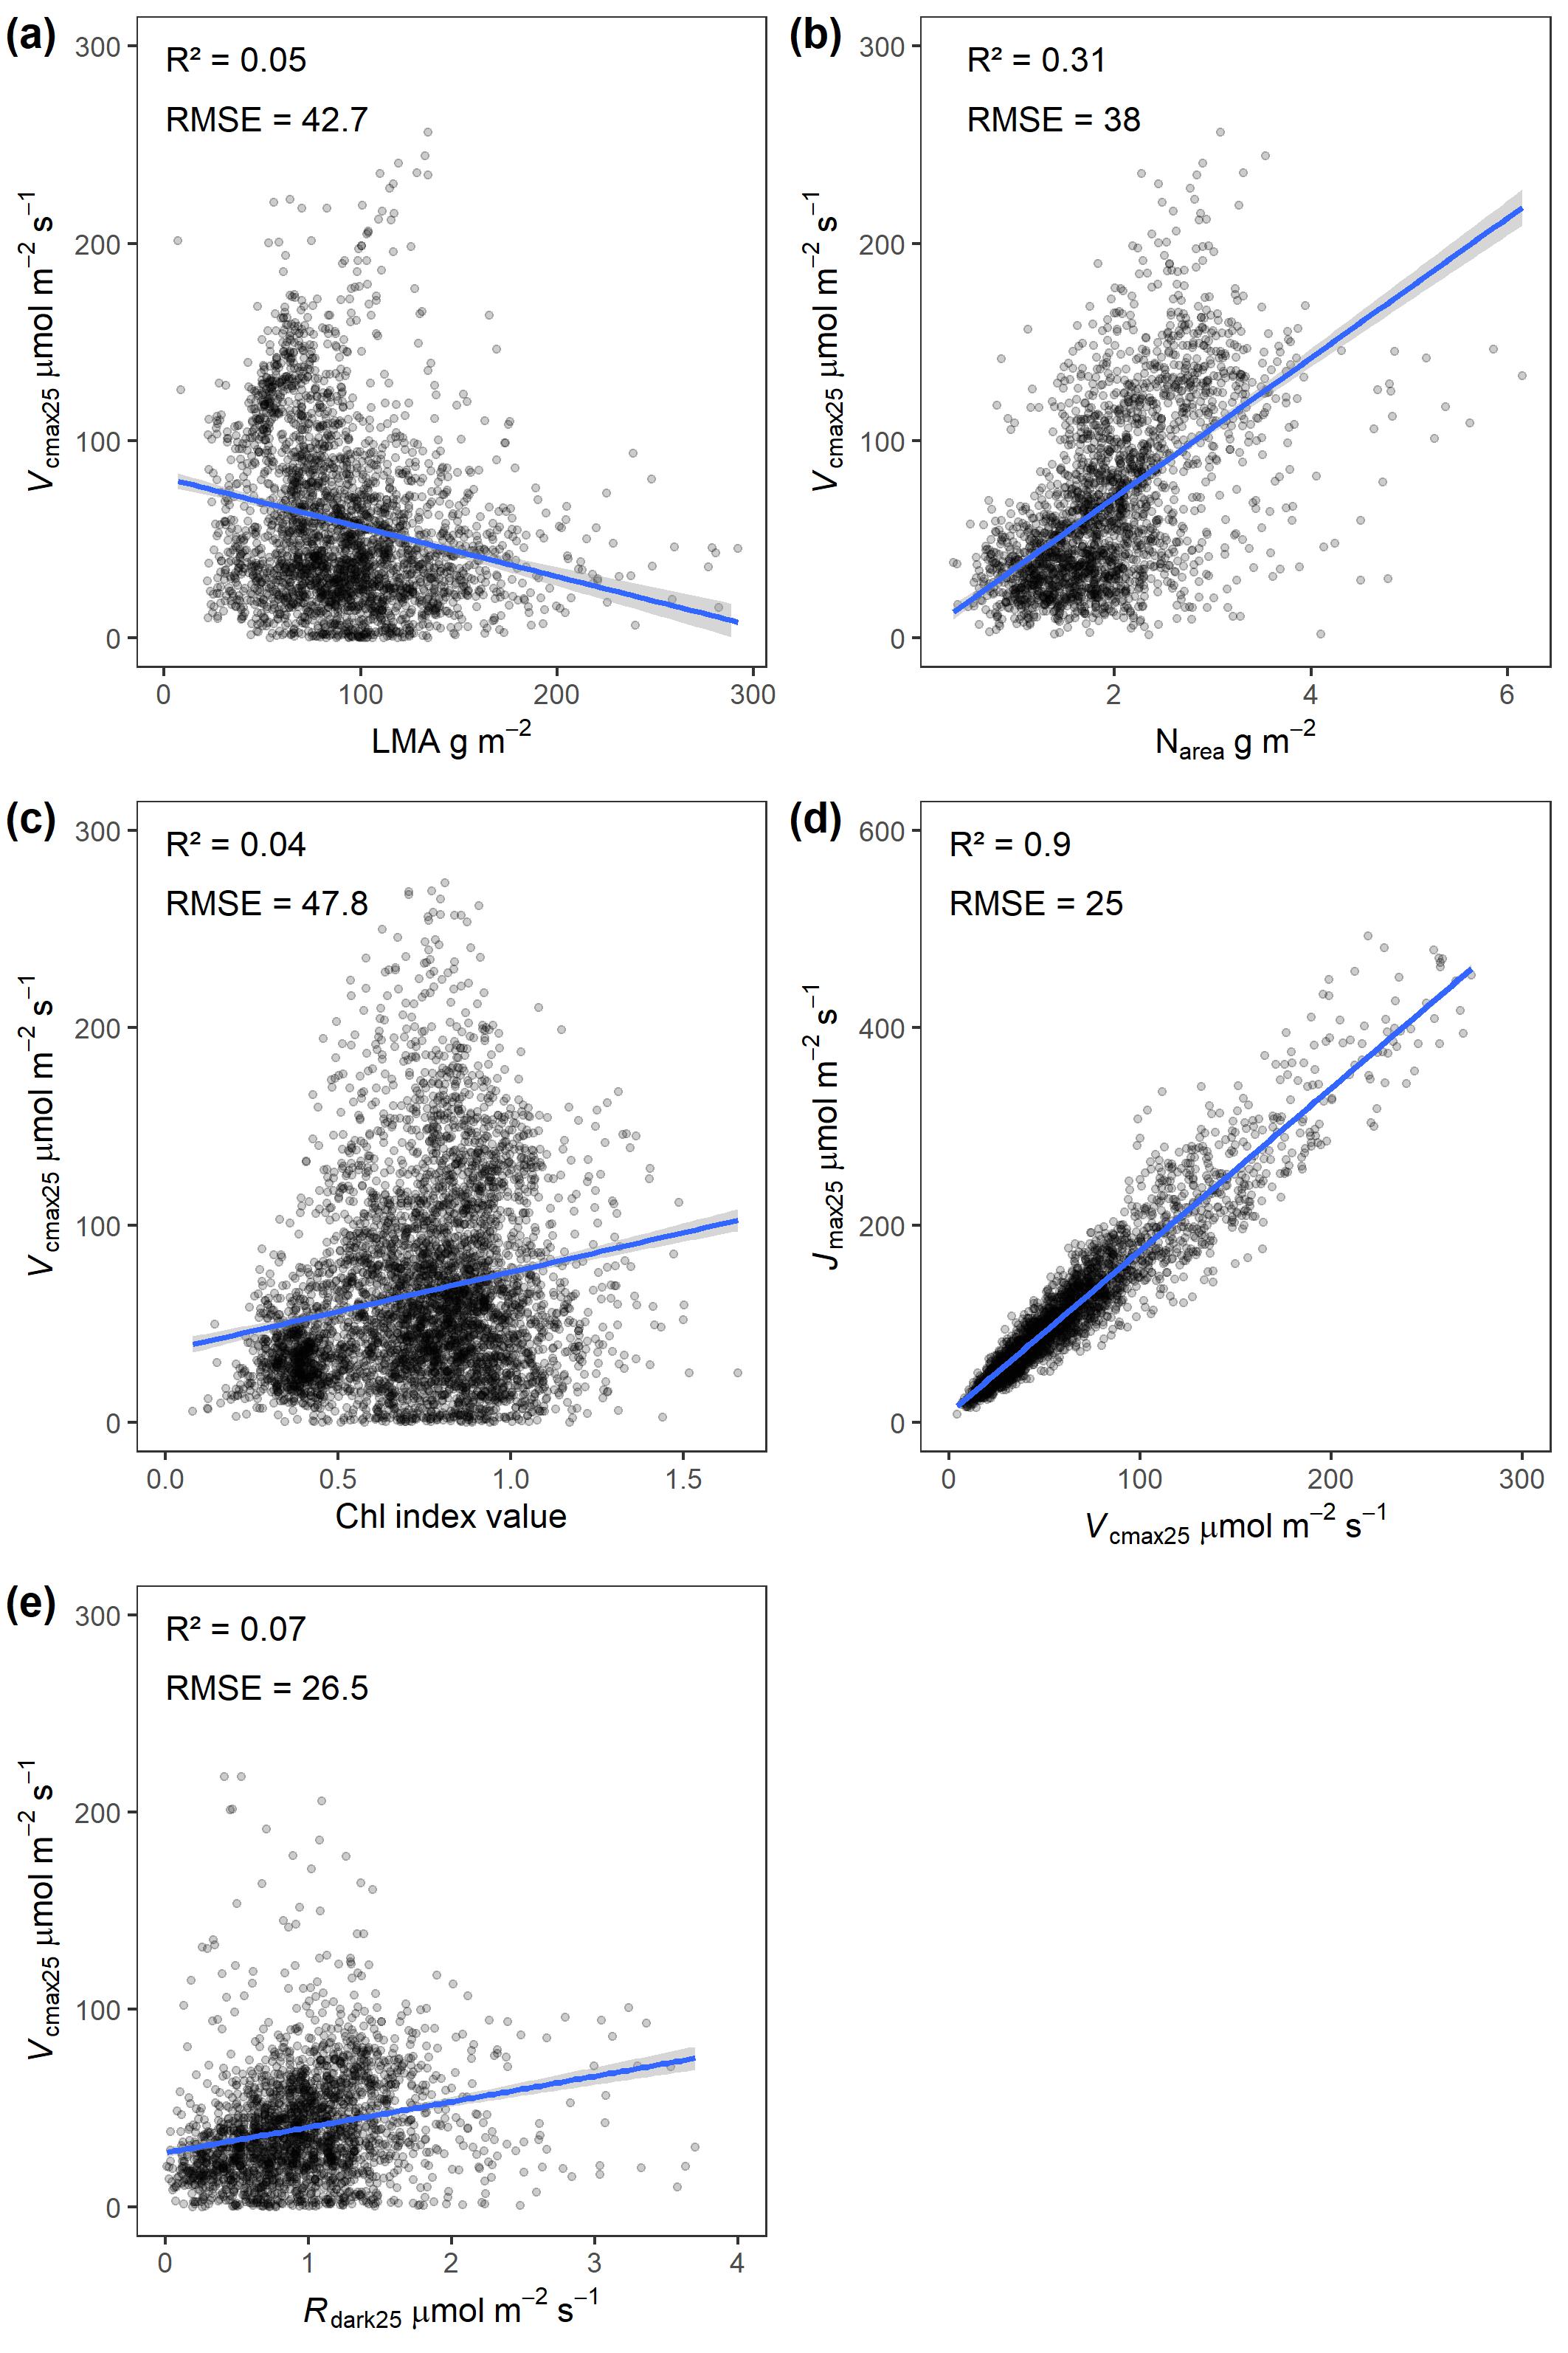 (a)
R² = 0.05
RMSE = 42.7
300
200
100
0
Vcmax25 μmol m−2 s−1
0 100 200 300
LMA g m−2
(b)
R² = 0.31
RMSE = 38
300
200
100
0
Vcmax25 μmol m−2 s−1
2 4 6
Narea g m−2
(c)
R² = 0.04
RMSE = 47.8
300
200
100
0
Vcmax25 μmol m−2 s−1
0.0 0.5 1.0 1.5
Chl index value
(d)
R² = 0.9
RMSE = 25
600
400
200
0
Jmax25 μmol m−2 s−1
0 100 200 300
Vcmax25 μmol m−2 s−1
(e)
R² = 0.07
RMSE = 26.5
300
200
100
0
Vcmax25 μmol m−2 s−1
0 1 2 3 4
Rdark25 μmol m−2 s−1